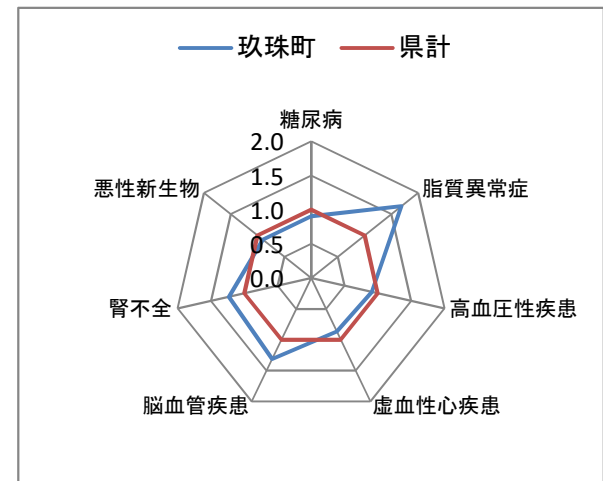 玖珠町 県計
糖尿病
2.0
1.5
1.0
0.5
0.0
脂質異常症
高血圧性疾患
虚血性心疾患
脳血管疾患
腎不全
悪性新生物